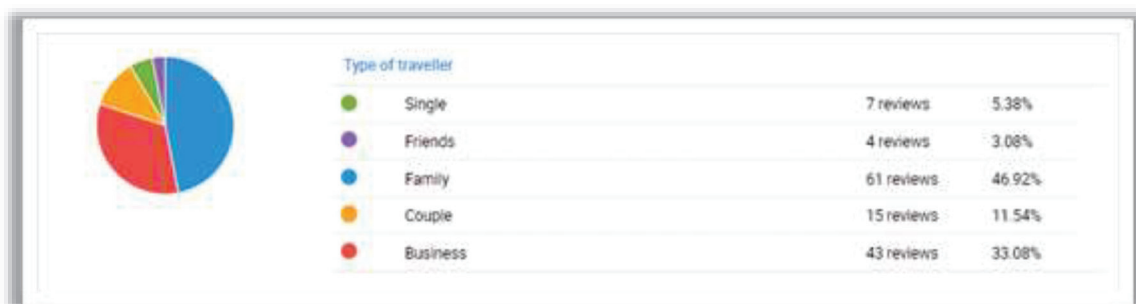 Type of traveller
Single 7 reviews 5.38%
Friends 4 reviews 3.08%
Family 61 reviews 46.92%
Couple 15 reviews 11.54%
Business 43 reviews 33.08%